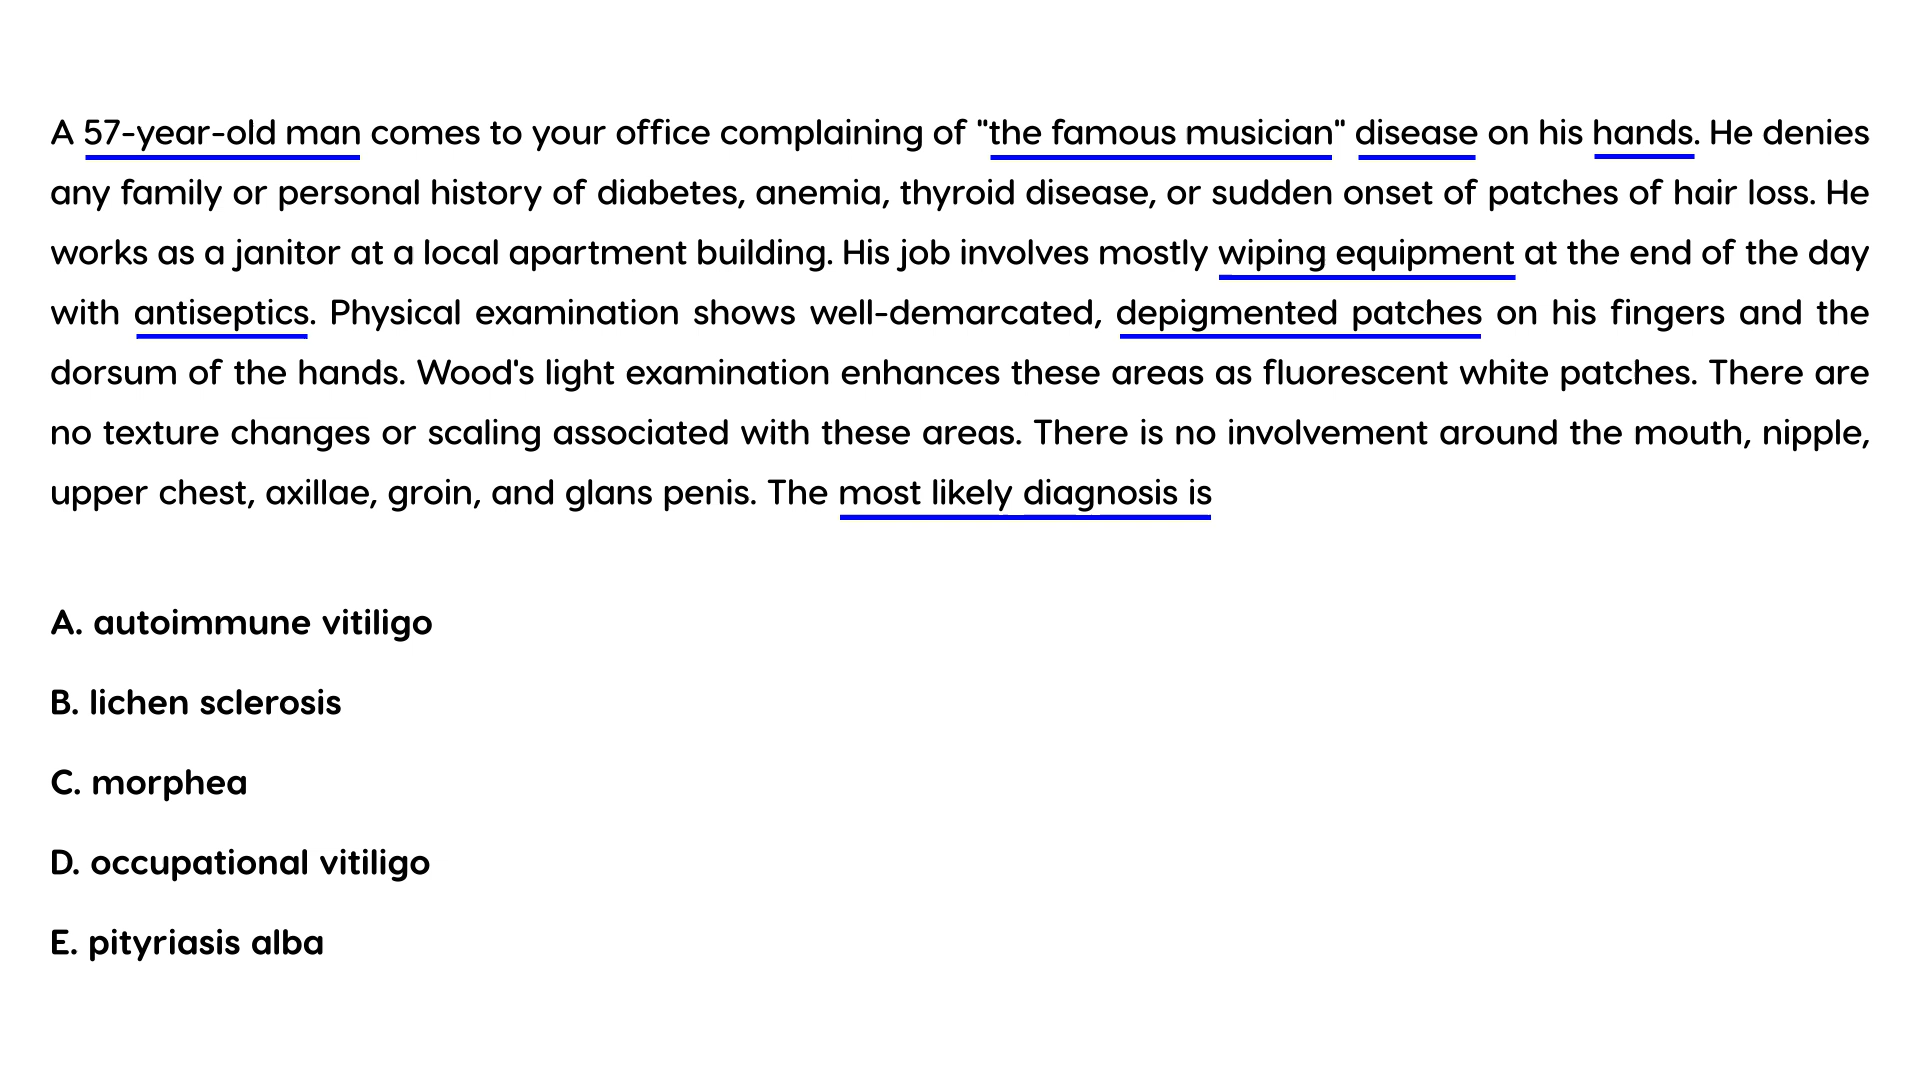 A 57-year-old man comes to your office complaining of "the famous musician" disease on his hands. He denies
any family or personal history of diabetes, anemia, thyroid disease, or sudden onset of patches of hair loss. He
works as a janitor at a local apartment building. His job involves mostly wiping equipment at the end of the day
with antiseptics. Physical examination shows well-demarcated, depigmented patches on his fingers and the
dorsum of the hands. Wood's light examination enhances these areas as fluorescent white patches. There are
no texture changes or scaling associated with these areas. There is no involvement around the mouth, nipple,
upper chest, axillae, groin, and glans penis. The most likely diagnosis is
A. autoimmune vitiligo
B. lichen sclerosis
C. morphea
D. occupational vitiligo
E. pityriasis alba